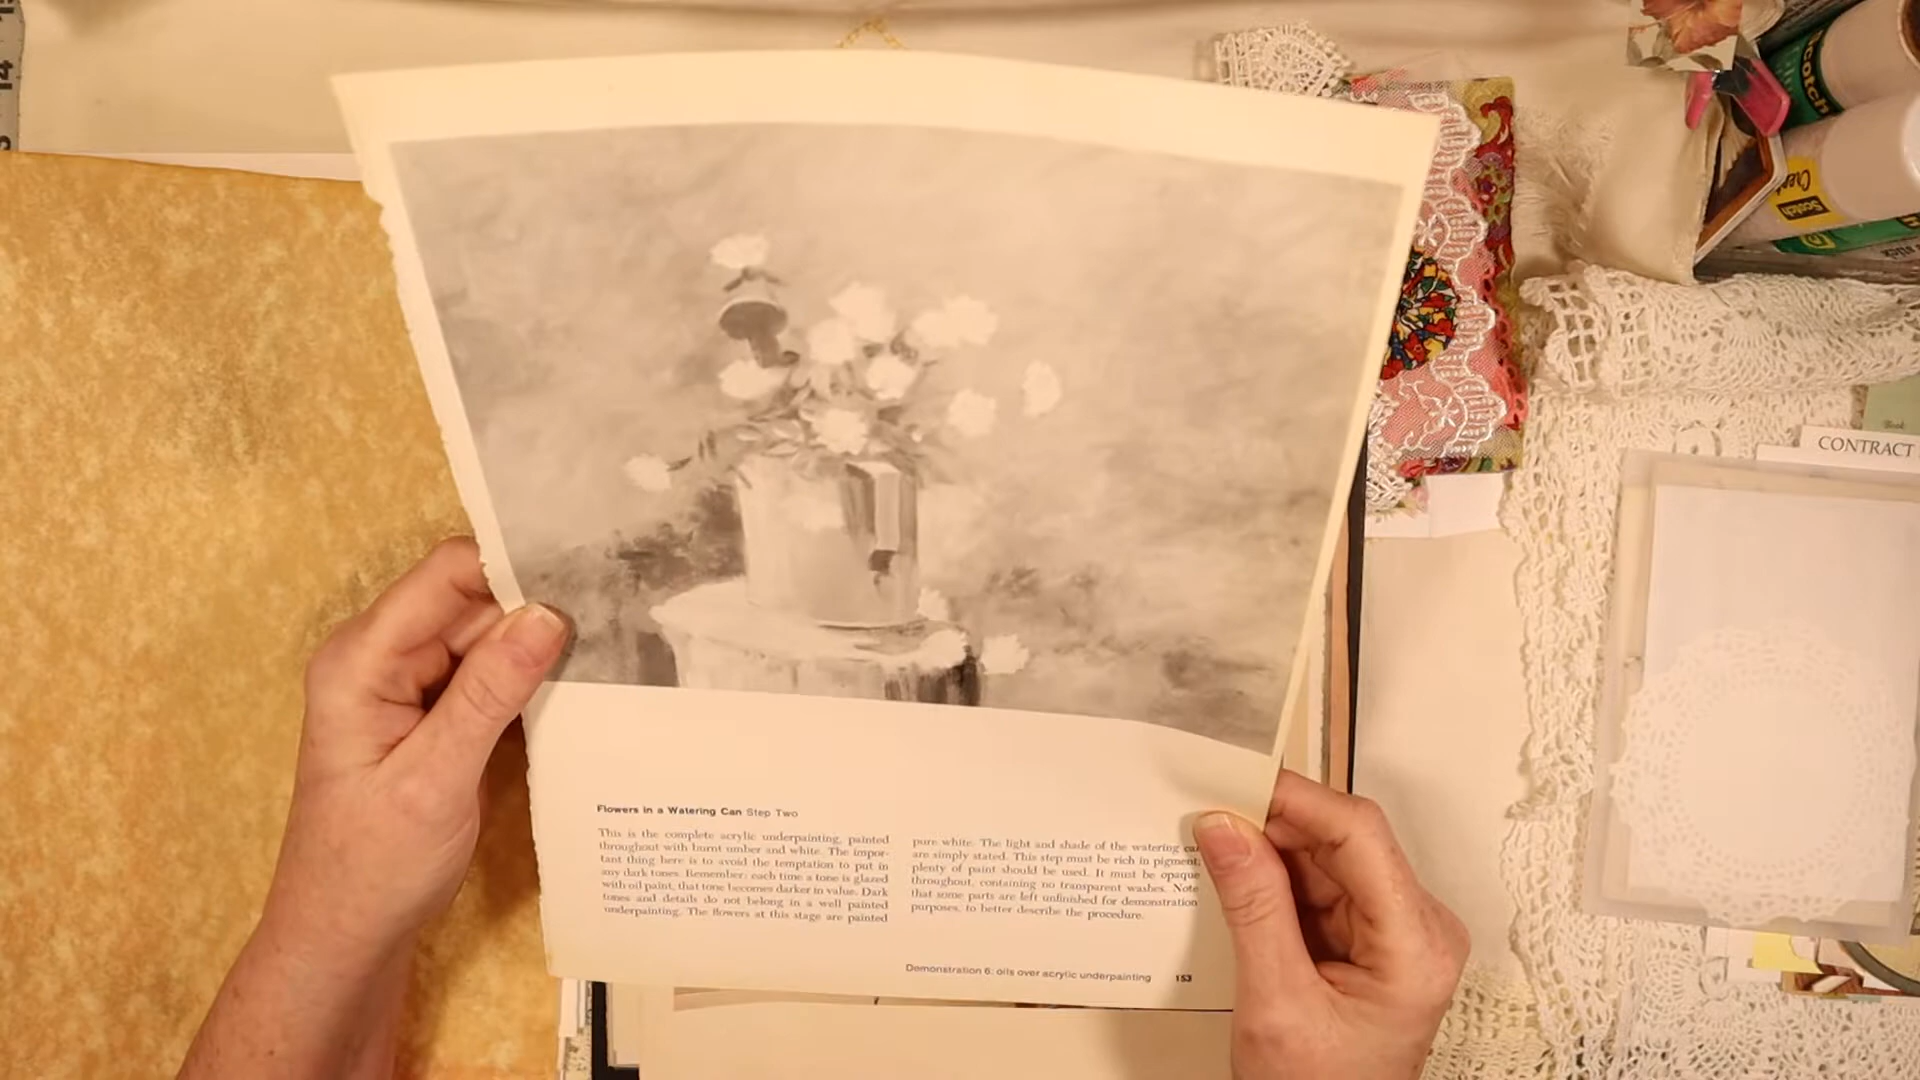 Scotch
Scotch
CONTRACT
Book
Flowers in a Watering Can Step Two
This is the complete acrylic underpainting, painted
throughout with burnt umber and white. The impor-
tant thing here is to avoid the temptation to put in
any dark tones. Remember: each time a tone is glazed
with oil paint, that tone becomes darker in value. Dark
tones and details do not belong in a well painted
underpainting. The flowers at this stage are painted
pure white. The light and shade of the watering can
are simply stated. This step must be rich in pigment;
plenty of paint should be used. It must be opaque
throughout, containing no transparent washes. Note
that some parts are left unfinished for demonstration
purposes, to better describe the procedure.
Demonstration 6: oils over acrylic underpainting 153